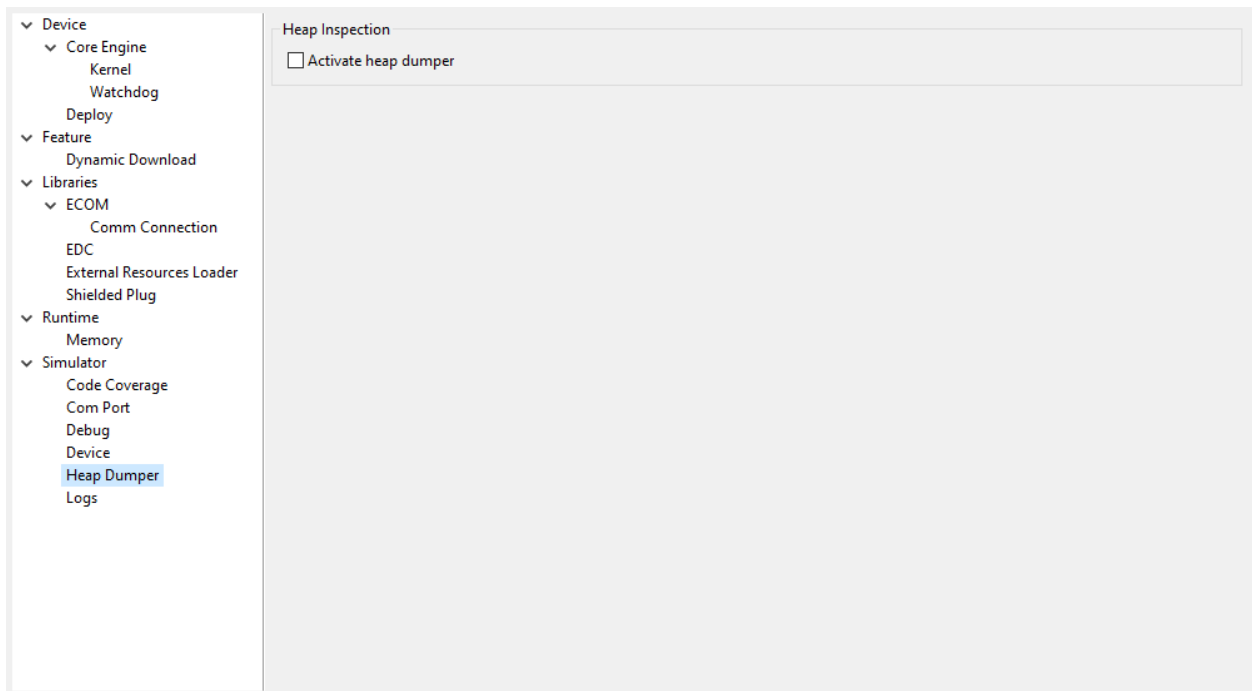 Device
Core Engine
Kernel
Watchdog
Deploy
Feature
Dynamic Download
Libraries
ECOM
Comm Connection
EDC
External Resources Loader
Shielded Plug
Runtime
Memory
Simulator
Code Coverage
Com Port
Debug
Device
Heap Dumper
Logs
Heap Inspection
Activate heap dumper